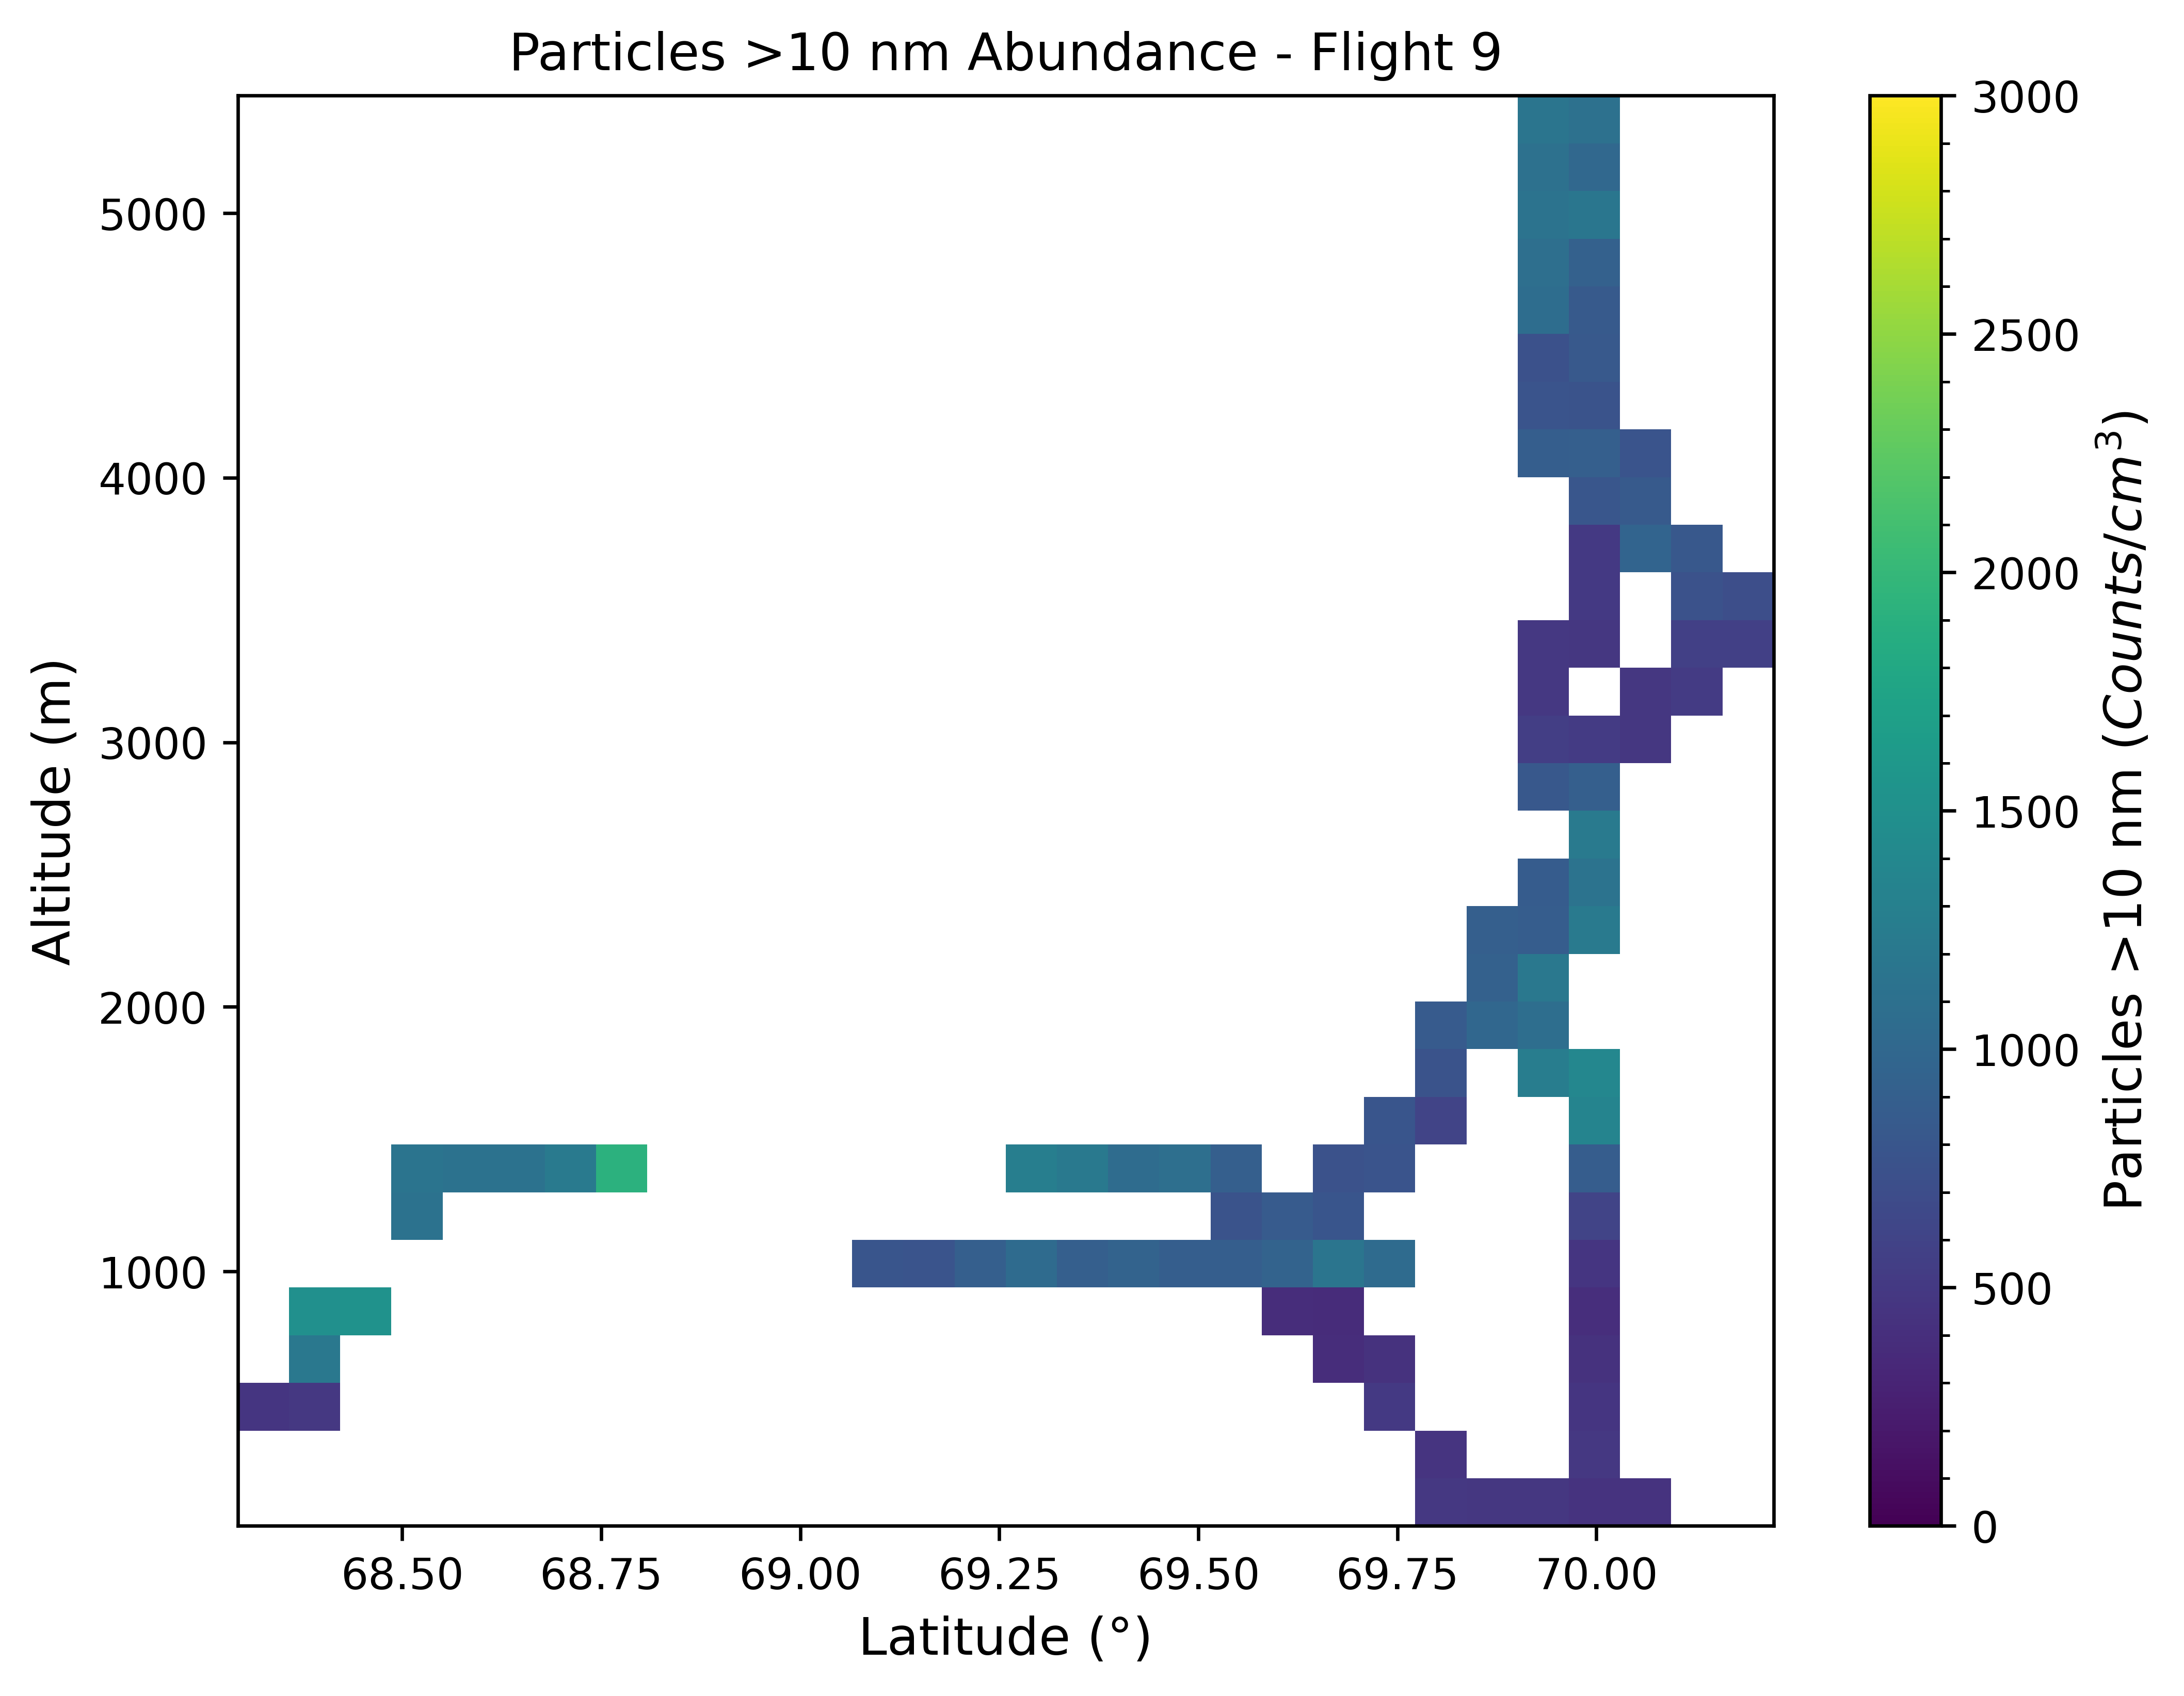 Particles >10 nm Abundance - Flight 9
5000
4000
3000
2000
1000
Altitude (m)
68.50 68.75 69.00 69.25 69.50 69.75 70.00
Latitude (°)
3000
2500
2000
1500
1000
500
0
Particles >10 nm (Counts/cm³)